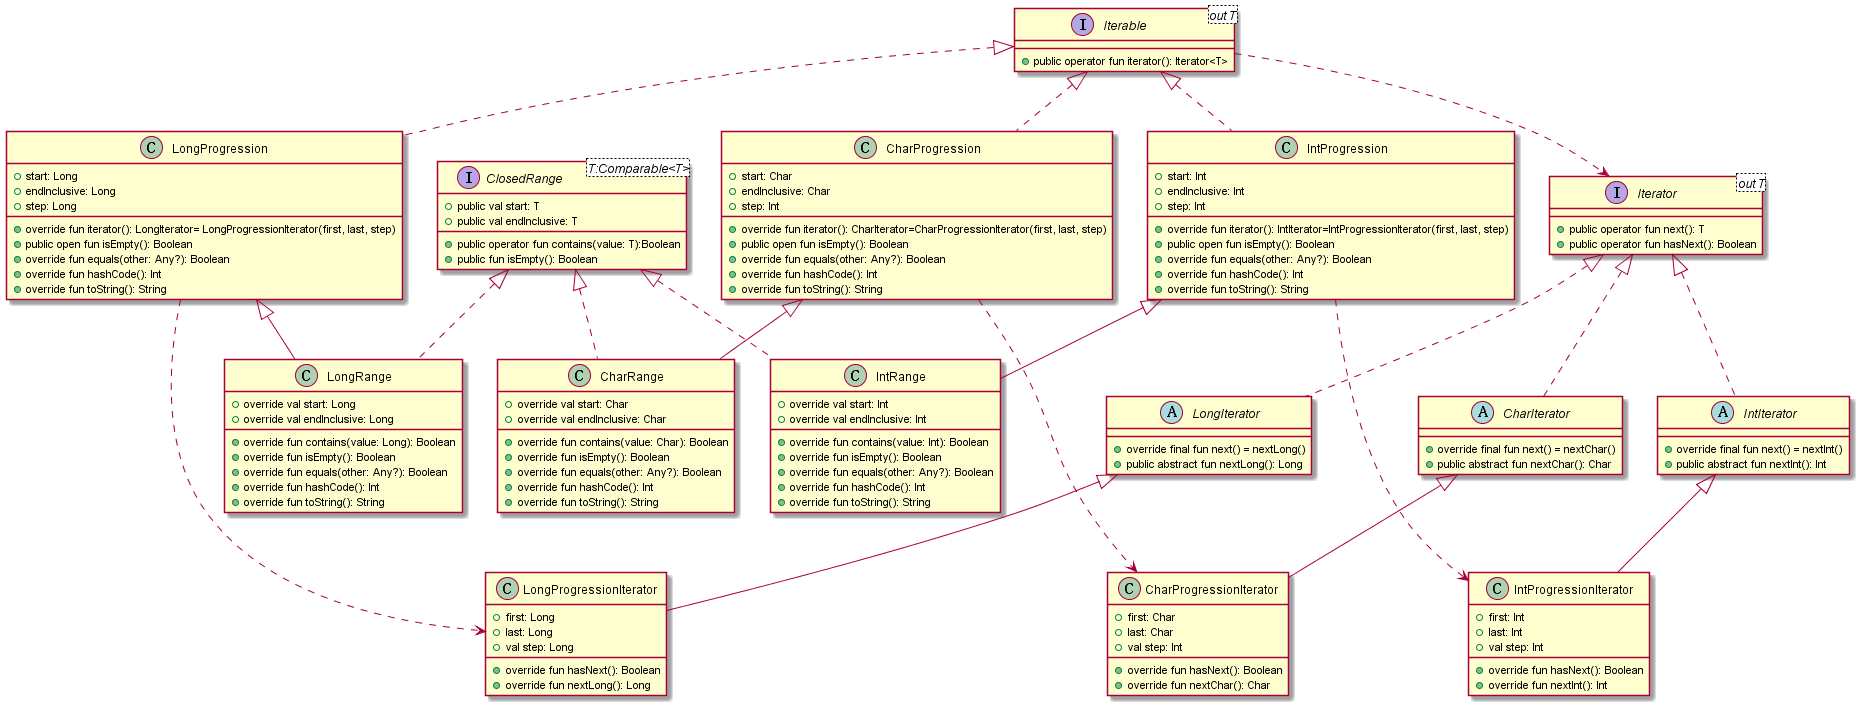 I Iterable
out T
public operator fun iterator(): Iterator<T>
C LongProgression
start: Long
endInclusive: Long
step: Long
override fun iterator(): LongIterator= LongProgressionIterator(first, last, step)
public open fun isEmpty(): Boolean
override fun equals(other: Any?): Boolean
override fun hashCode(): Int
override fun toString(): String
I ClosedRange
T:Comparable<T>
public val start: T
public val endInclusive: T
public operator fun contains(value: T):Boolean
public fun isEmpty(): Boolean
C CharProgression
start: Char
endInclusive: Char
step: Int
override fun iterator(): CharIterator=CharProgressionIterator(first, last, step)
public open fun isEmpty(): Boolean
override fun equals(other: Any?): Boolean
override fun hashCode(): Int
override fun toString(): String
C IntProgression
start: Int
endInclusive: Int
step: Int
override fun iterator(): IntIterator=IntProgressionIterator(first, last, step)
public open fun isEmpty(): Boolean
override fun equals(other: Any?): Boolean
override fun hashCode(): Int
override fun toString(): String
I Iterator
out T
public operator fun next(): T
public operator fun hasNext(): Boolean
C LongRange
override val start: Long
override val endInclusive: Long
override fun contains(value: Long): Boolean
override fun isEmpty(): Boolean
override fun equals(other: Any?): Boolean
override fun hashCode(): Int
override fun toString(): String
C CharRange
override val start: Char
override val endInclusive: Char
override fun contains(value: Char): Boolean
override fun isEmpty(): Boolean
override fun equals(other: Any?): Boolean
override fun hashCode(): Int
override fun toString(): String
C IntRange
override val start: Int
override val endInclusive: Int
override fun contains(value: Int): Boolean
override fun isEmpty(): Boolean
override fun equals(other: Any?): Boolean
override fun hashCode(): Int
override fun toString(): String
A LongIterator
override final fun next() = nextLong()
public abstract fun nextLong(): Long
A CharIterator
override final fun next() = nextChar()
public abstract fun nextChar(): Char
A IntIterator
override final fun next() = nextInt()
public abstract fun nextInt(): Int
C LongProgressionIterator
first: Long
last: Long
val step: Long
override fun hasNext(): Boolean
override fun nextLong(): Long
C CharProgressionIterator
first: Char
last: Char
val step: Int
override fun hasNext(): Boolean
override fun nextChar(): Char
C IntProgressionIterator
first: Int
last: Int
val step: Int
override fun hasNext(): Boolean
override fun nextInt(): Int